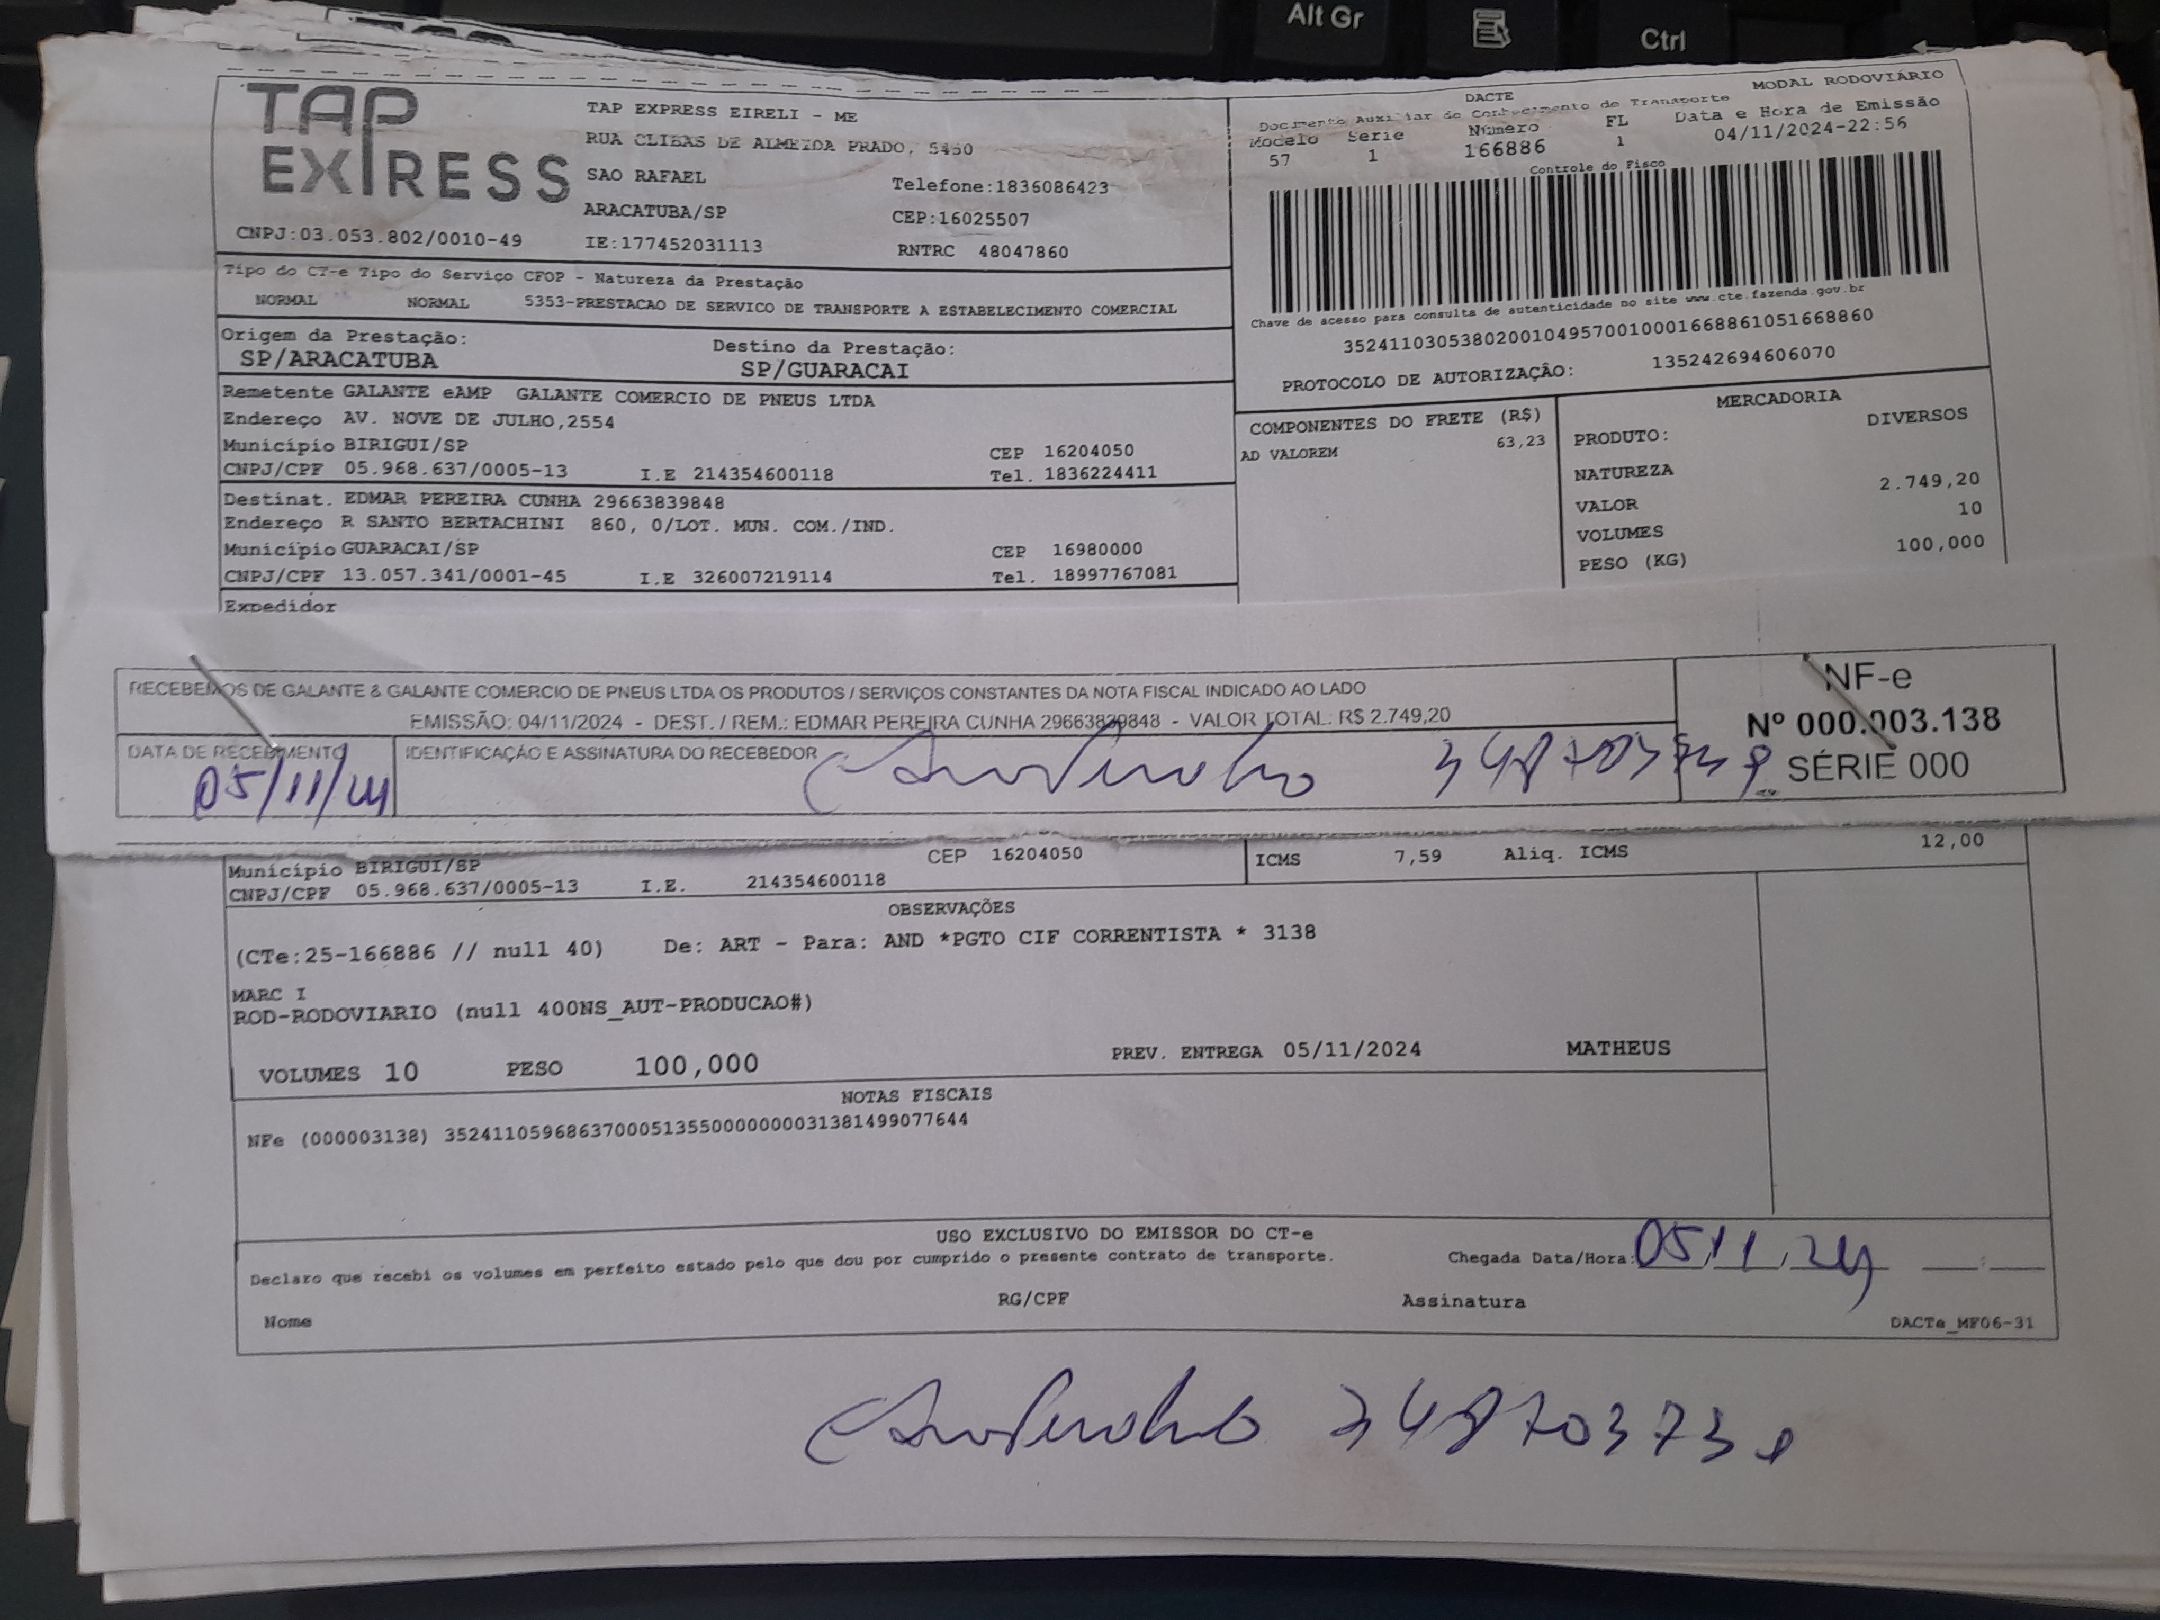 Alt Gr
Ctrl
TAP
EXPRESS
CNPJ:03.053.802/0010-49
TAP EXPRESS EIRELI - ME
RUA CLIBAS DE ALMEIDA PRADO, 5450
SAO RAFAEL
Telefone:1836086423
ARACATUBA/SP
CEP:16025507
IE:177452031113
RNTRC 48047860
DACTE
MODAL RODOVIÁRIO
Documento Auxiliar do Conhecimento de Transporte
Modelo Serie Número FL Data e Hora de Emissão
57 1 166886 1 04/11/2024-22:56
Controle do Fisco
Chave de acesso para consulta de autenticidade no site www.cte.fazenda.gov.br
35241103053802001049570010001668861051668860
PROTOCOLO DE AUTORIZAÇÃO: 135242694606070
Tipo do CT-e Tipo do Serviço CFOP - Natureza da Prestação
NORMAL NORMAL 5353-PRESTACAO DE SERVICO DE TRANSPORTE A ESTABELECIMENTO COMERCIAL
Origem da Prestação: Destino da Prestação:
SP/ARACATUBA SP/GUARACAI
Remetente GALANTE eAMP GALANTE COMERCIO DE PNEUS LTDA
Endereço AV. NOVE DE JULHO,2554
Município BIRIGUI/SP CEP 16204050
CNPJ/CPF 05.968.637/0005-13 I.E 214354600118 Tel. 1836224411
Destinat. EDMAR PEREIRA CUNHA 29663839848
Endereço R SANTO BERTACHINI 860, 0/LOT. MUN. COM./IND.
Município GUARACAI/SP CEP 16980000
CNPJ/CPF 13.057.341/0001-45 I.E 326007219114 Tel. 18997767081
Expedidor
COMPONENTES DO FRETE (R$)
AD VALOREM 63,23
MERCADORIA
PRODUTO: DIVERSOS
NATUREZA
VALOR 2.749,20
VOLUMES 10
PESO (KG) 100,000
RECEBEMOS DE GALANTE & GALANTE COMERCIO DE PNEUS LTDA OS PRODUTOS / SERVIÇOS CONSTANTES DA NOTA FISCAL INDICADO AO LADO
EMISSÃO: 04/11/2024 - DEST. / REM.: EDMAR PEREIRA CUNHA 29663839848 - VALOR TOTAL: R$ 2.749,20
DATA DE RECEBIMENTO
05/11/24
IDENTIFICAÇÃO E ASSINATURA DO RECEBEDOR
NF-e
Nº 000.003.138
SÉRIE 000
Município BIRIGUI/SP CEP 16204050
CNPJ/CPF 05.968.637/0005-13 I.E. 214354600118
ICMS 7,59 Aliq. ICMS 12,00
OBSERVAÇÕES
(CTe:25-166886 // null 40) De: ART - Para: AND *PGTO CIF CORRENTISTA * 3138
MARC I
ROD-RODOVIARIO (null 400NS_AUT-PRODUCAO#)
VOLUMES 10 PESO 100,000 PREV. ENTREGA 05/11/2024 MATHEUS
NOTAS FISCAIS
NFe (000003138) 35241105968637000513550000000031381499077644
USO EXCLUSIVO DO EMISSOR DO CT-e
Declaro que recebi os volumes em perfeito estado pelo que dou por cumprido o presente contrato de transporte. Chegada Data/Hora: 05/11/24
Nome RG/CPF Assinatura
DACTe_MF06-31